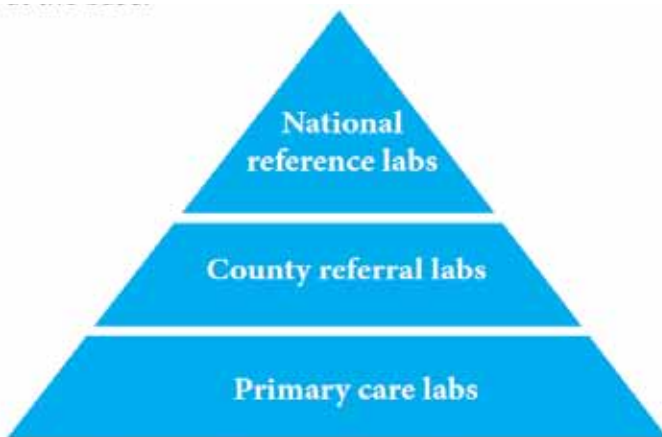 National
reference labs
County referral labs
Primary care labs